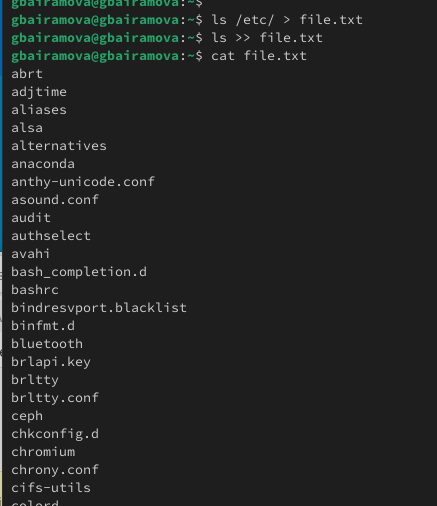 gbairamova@gbairamova:~$
gbairamova@gbairamova:~$ ls /etc/ > file.txt
gbairamova@gbairamova:~$ ls >> file.txt
gbairamova@gbairamova:~$ cat file.txt
abrt
adjtime
aliases
alsa
alternatives
anaconda
anthy-unicode.conf
asound.conf
audit
authselect
avahi
bash_completion.d
bashrc
bindresvport.blacklist
binfmt.d
bluetooth
brlapi.key
brltty
brltty.conf
ceph
chkconfig.d
chromium
chrony.conf
cifs-utils